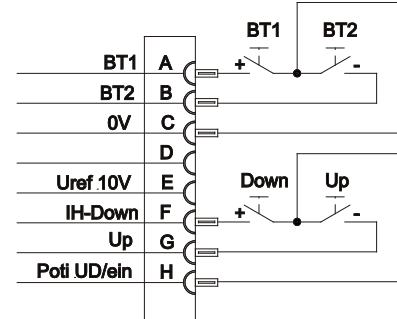 BT1 BT2
BT1 A + -
BT2 B
0V C
D
Uref 10V E Down Up
IH-Down F + -
Up G
Poti UD/ein H